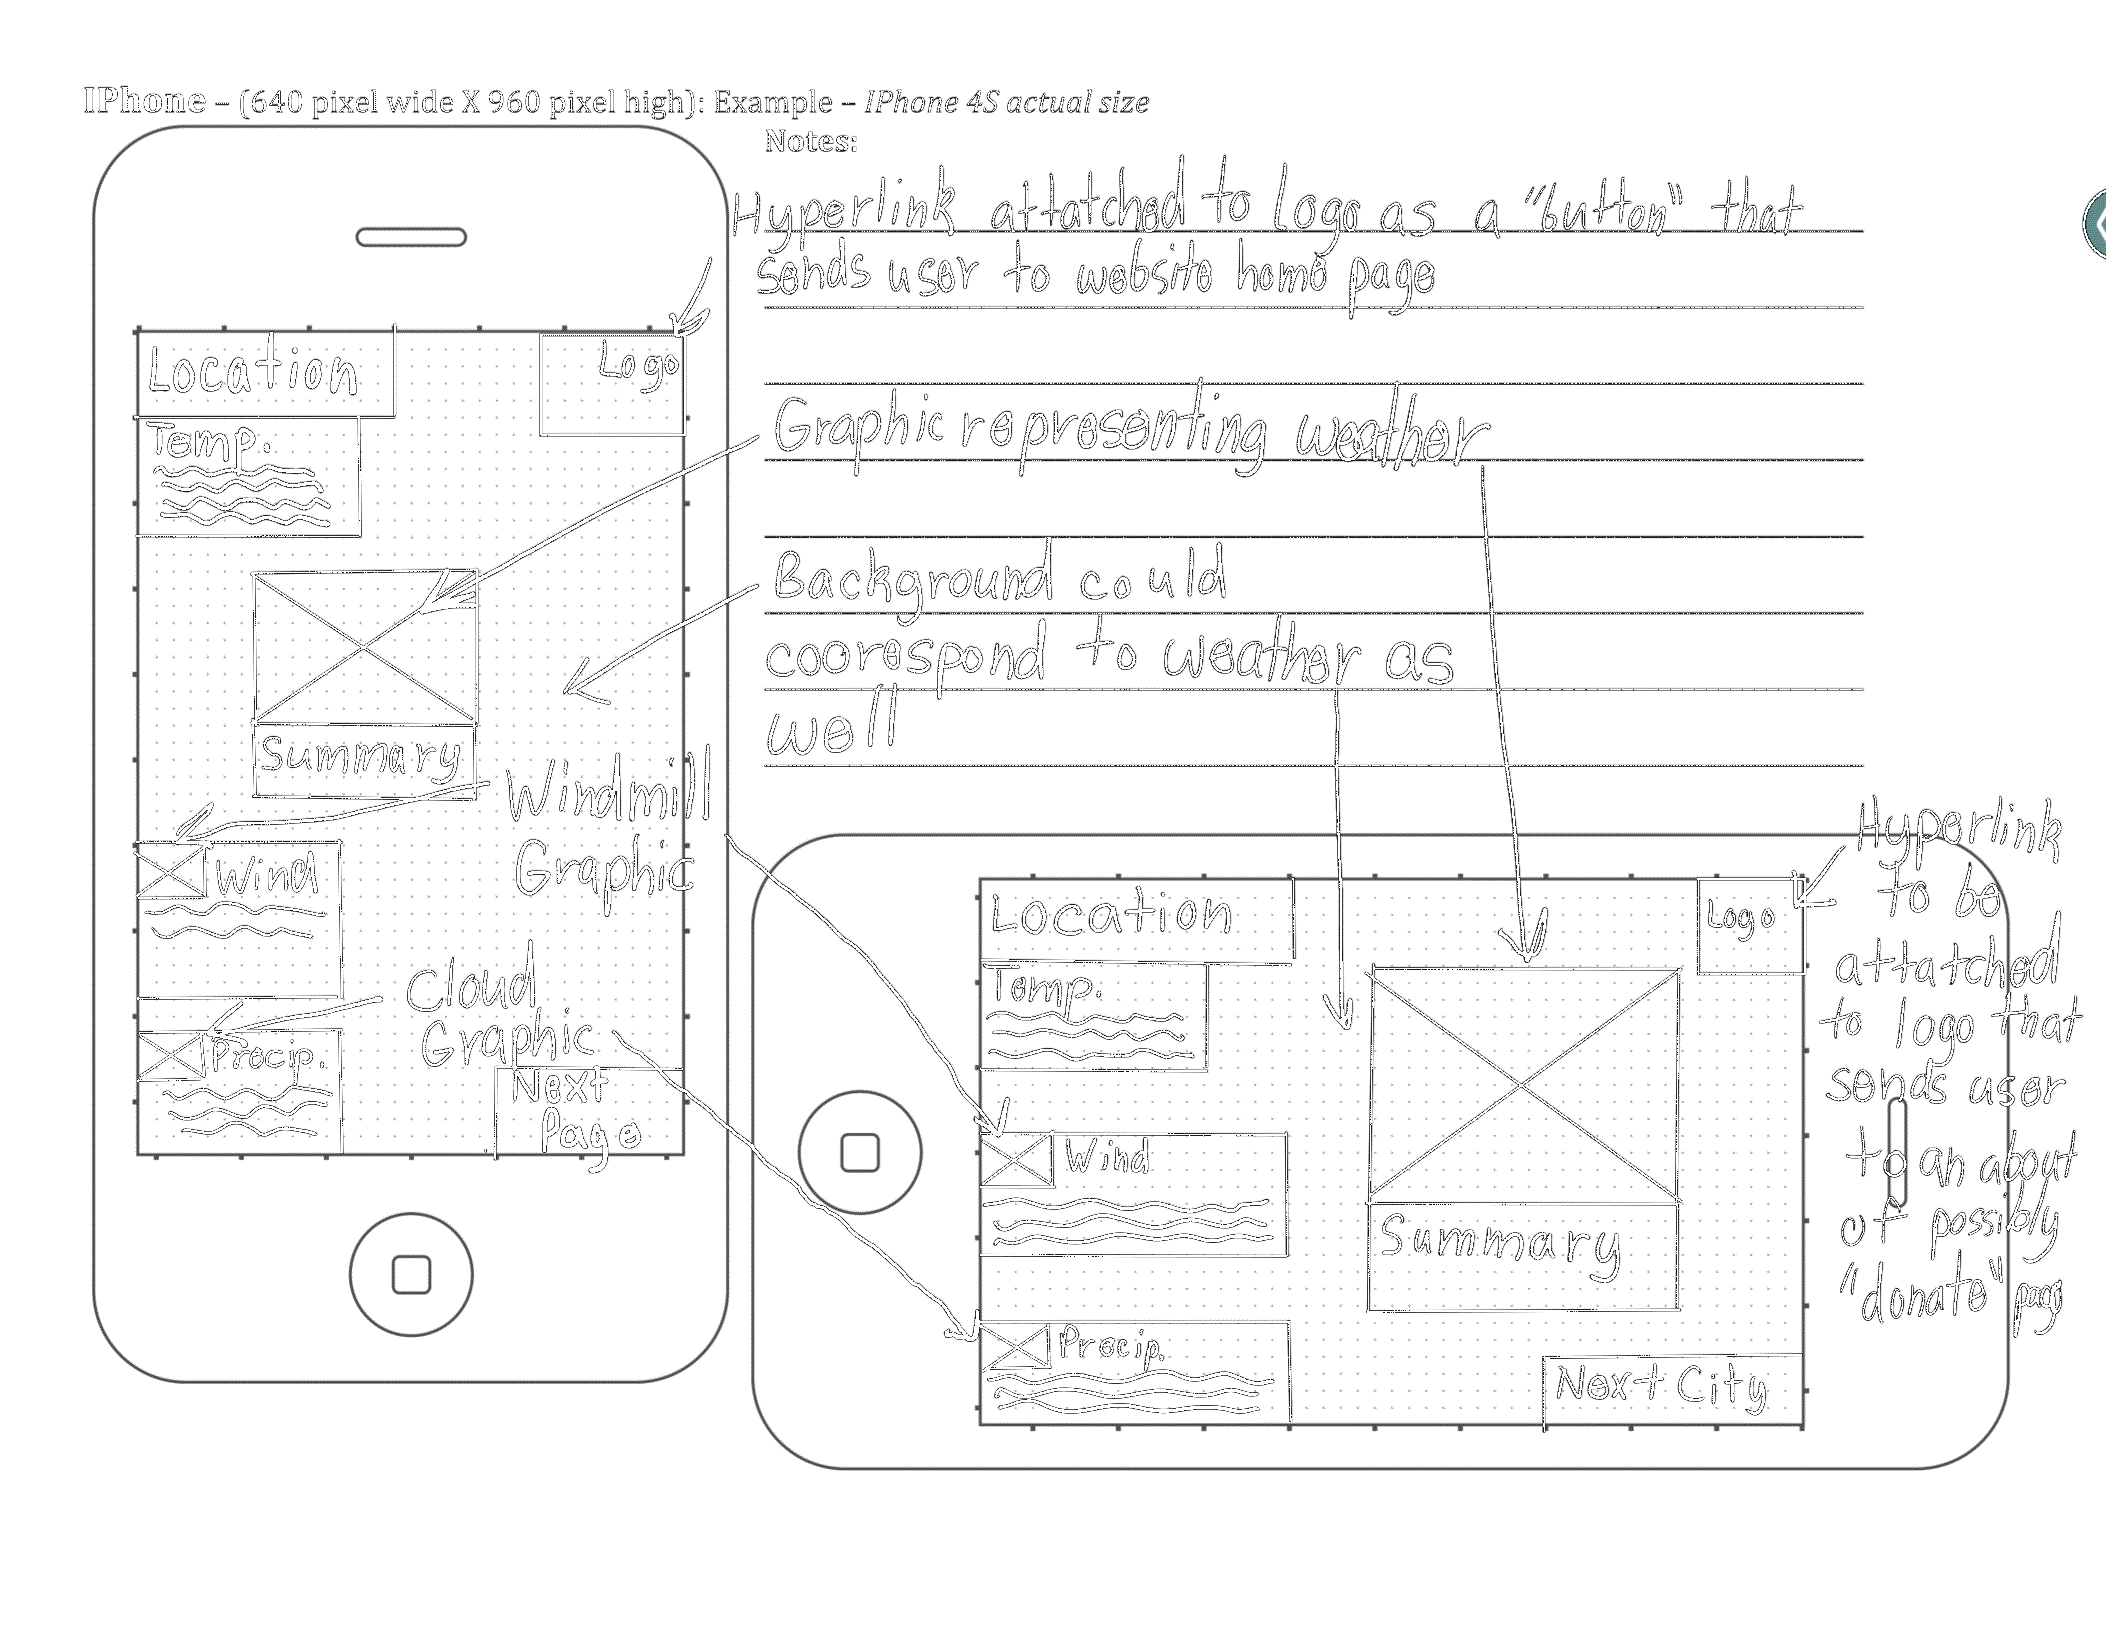 IPhone – (640 pixel wide X 960 pixel high): Example – IPhone 4S actual size
Notes:
Hyperlink attatched to Logo as a "button" that
sends user to website home page
Graphic representing weather
Background could
coorespond to weather as
well
Location
Logo
Temp.
Summary
Windmill
Graphic
Wind
Cloud
Graphic
Precip.
Next
Page
Location
Logo
Temp.
Wind
Summary
Precip.
Next City
Hyperlink
to be
attatched
to logo that
sends user
to an about
of possibly
"donate" page